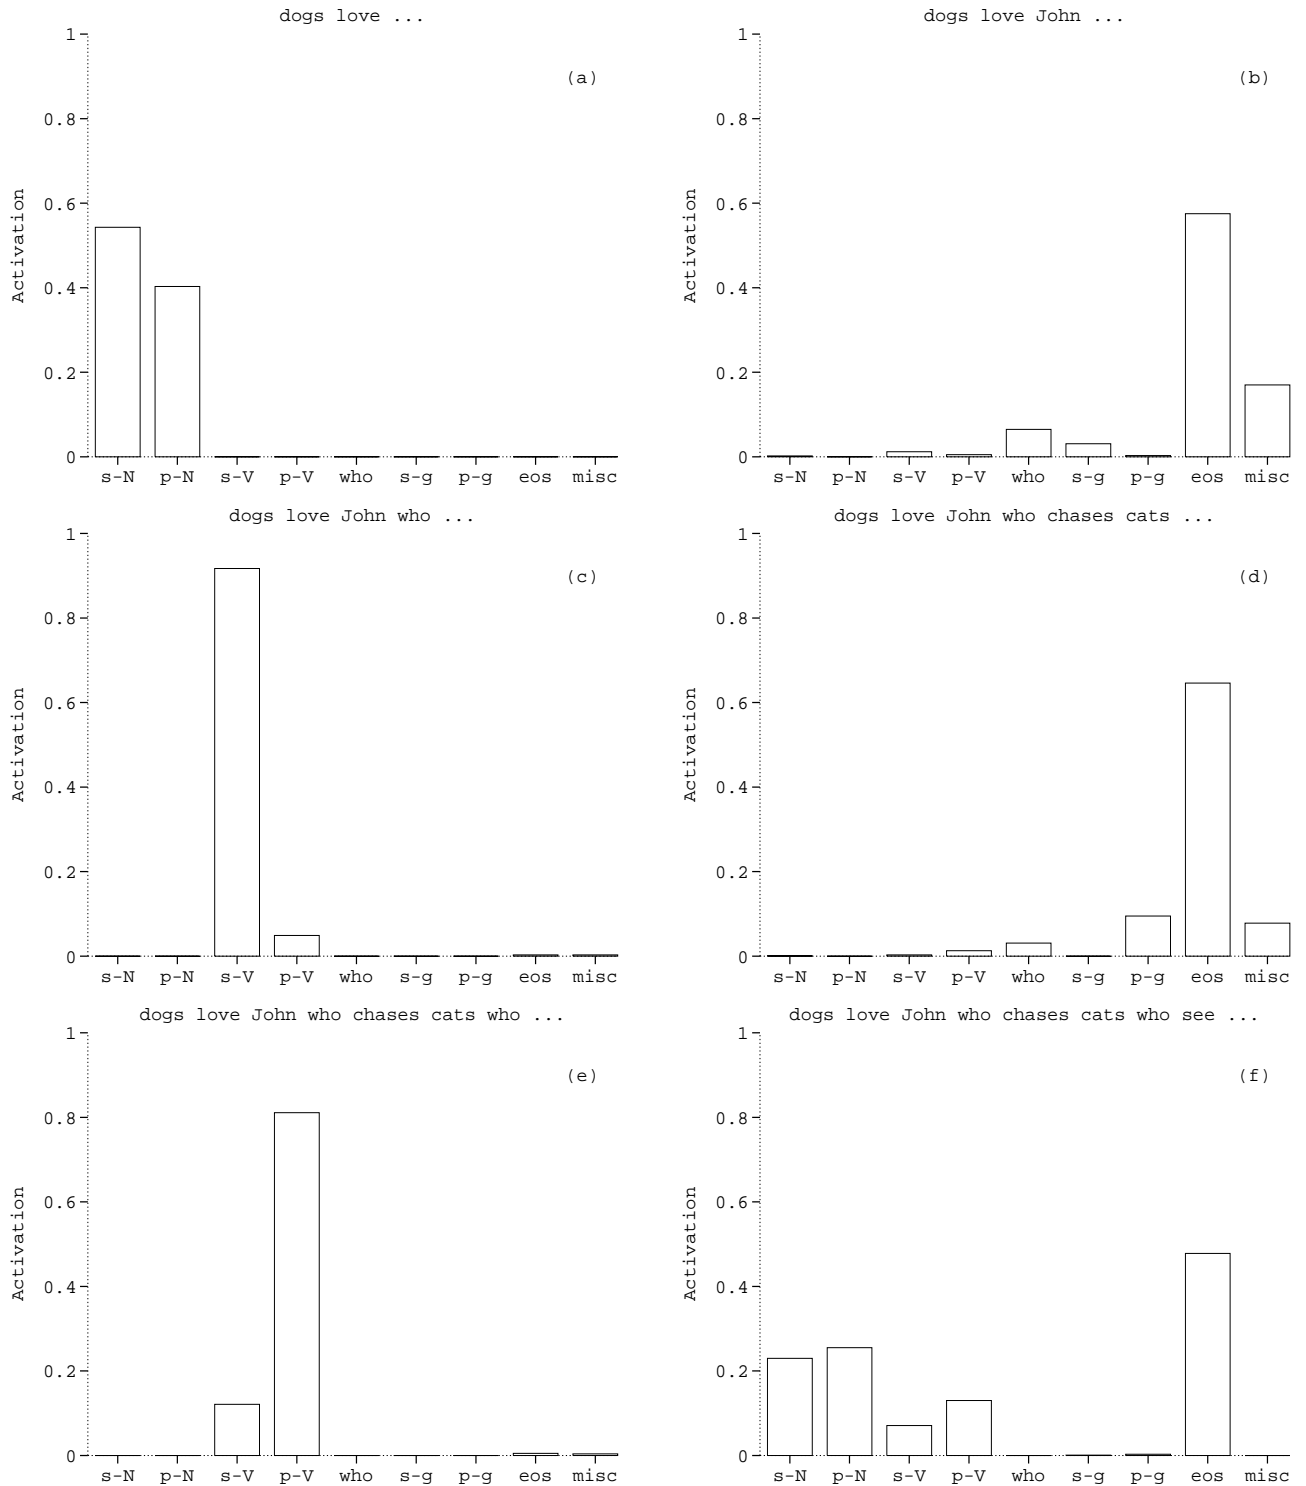 dogs love ...
(a)
Activation
1
0.8
0.6
0.4
0.2
0
s-N p-N s-V p-V who s-g p-g eos misc
dogs love John ...
(b)
Activation
1
0.8
0.6
0.4
0.2
0
s-N p-N s-V p-V who s-g p-g eos misc
dogs love John who ...
(c)
Activation
1
0.8
0.6
0.4
0.2
0
s-N p-N s-V p-V who s-g p-g eos misc
dogs love John who chases cats ...
(d)
Activation
1
0.8
0.6
0.4
0.2
0
s-N p-N s-V p-V who s-g p-g eos misc
dogs love John who chases cats who ...
(e)
Activation
1
0.8
0.6
0.4
0.2
0
s-N p-N s-V p-V who s-g p-g eos misc
dogs love John who chases cats who see ...
(f)
Activation
1
0.8
0.6
0.4
0.2
0
s-N p-N s-V p-V who s-g p-g eos misc